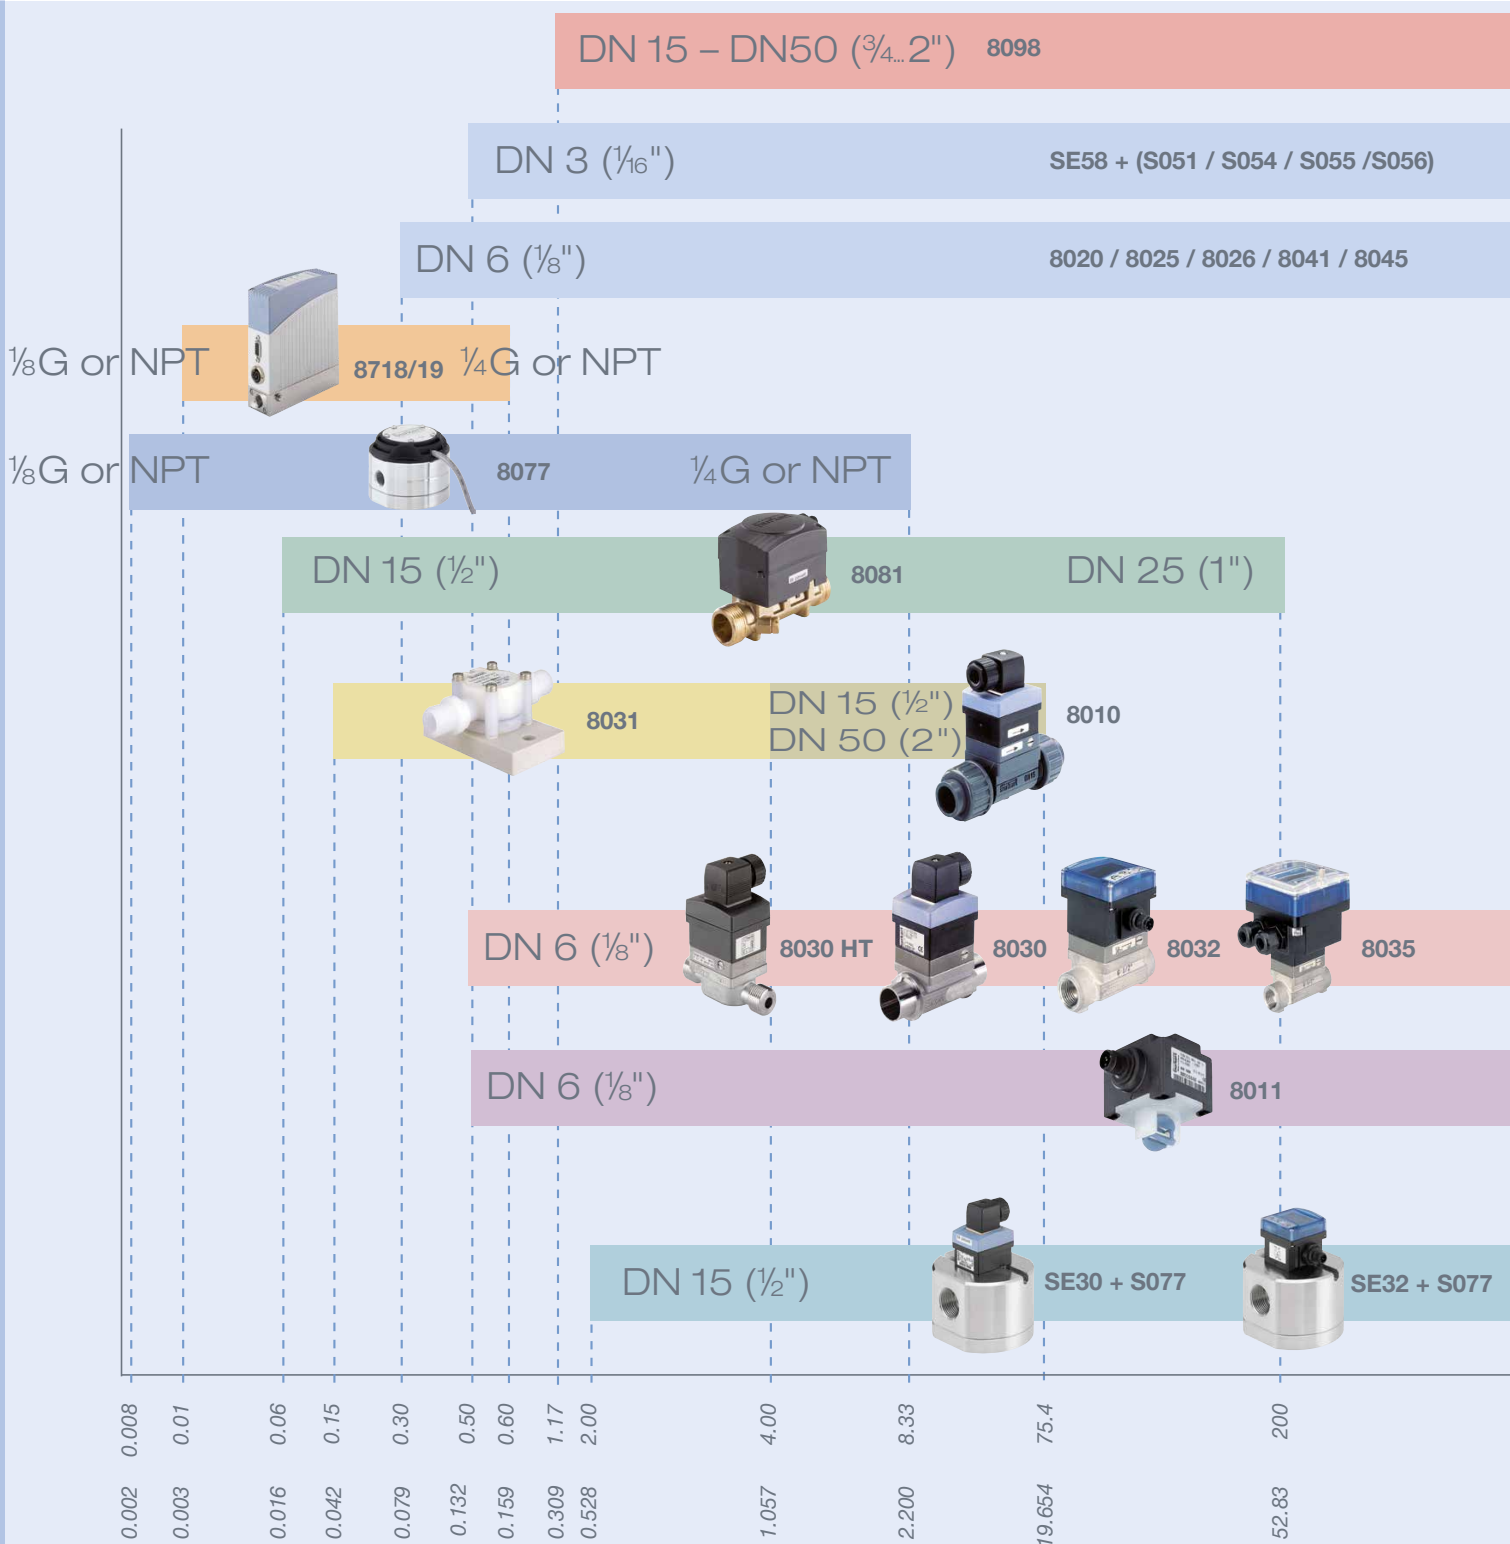 DN 15 – DN50 (¾...2") 8098
DN 3 (⅟16") SE58 + (S051 / S054 / S055 /S056)
DN 6 (⅛") 8020 / 8025 / 8026 / 8041 / 8045
⅛G or NPT 8718/19 ¼G or NPT
⅛G or NPT 8077 ¼G or NPT
DN 15 (½") 8081 DN 25 (1")
8031 DN 15 (½") 8010
DN 50 (2")
DN 6 (⅛") 8030 HT 8030 8032 8035
DN 6 (⅛") 8011
DN 15 (½") SE30 + S077 SE32 + S077
0.008 0.01 0.06 0.15 0.30 0.50 0.60 1.17 2.00 4.00 8.33 75.4 200
0.002 0.003 0.016 0.042 0.079 0.132 0.159 0.309 0.528 1.057 2.200 19.654 52.83